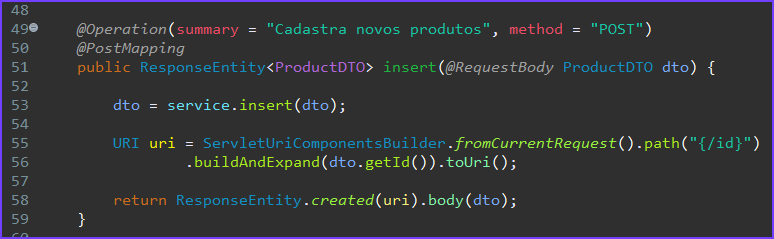 48
49 @Operation(summary = "Cadastra novos produtos", method = "POST")
50 @PostMapping
51 public ResponseEntity<ProductDTO> insert(@RequestBody ProductDTO dto) {
52
53 dto = service.insert(dto);
54
55 URI uri = ServletUriComponentsBuilder.fromCurrentRequest().path("{/id}")
56 .buildAndExpand(dto.getId()).toUri();
57
58 return ResponseEntity.created(uri).body(dto);
59 }